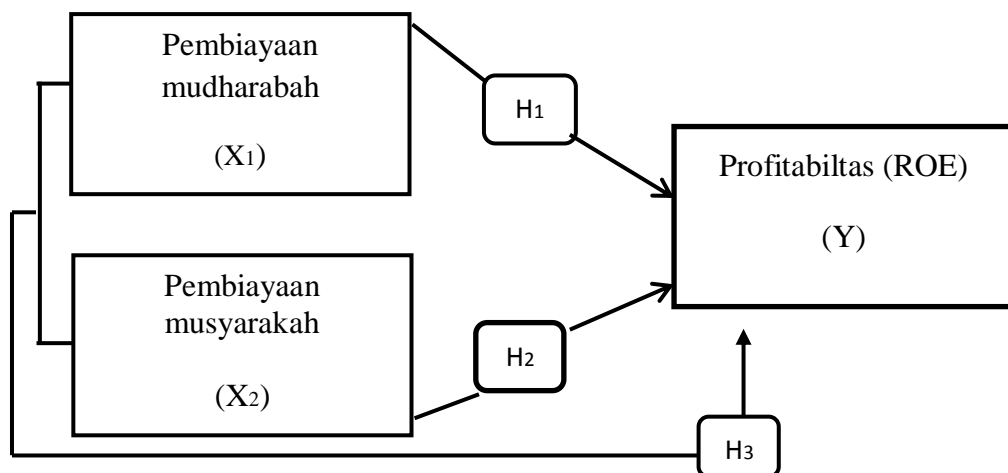 Pembiayaan
mudharabah
(X1)
H1
Profitabiltas (ROE)
(Y)
Pembiayaan
musyarakah
(X2)
H2
H3